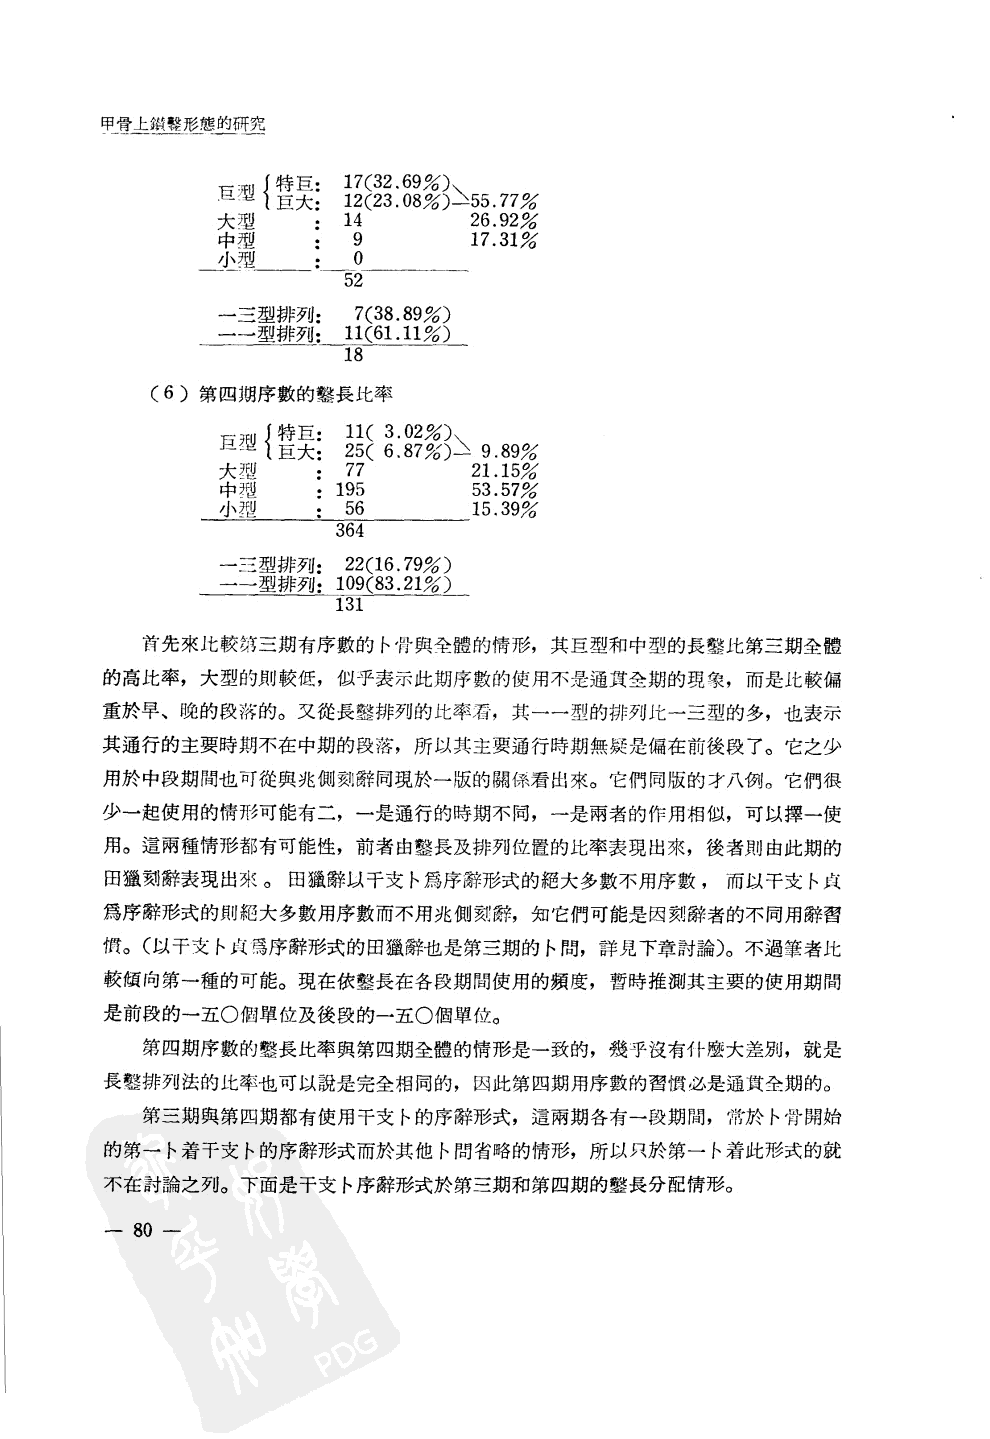 甲骨上鑽鑿形態的研究
巨型{特巨： 17(32.69%)
巨大： 12(23.08%) 55.77%
大型 ： 14 26.92%
中型 ： 9 17.31%
小型 ： 0
52
一三型排列： 7(38.89%)
一一型排列： 11(61.11%)
18
（6）第四期序數的鑿長比率
巨型{特巨： 11( 3.02%)
巨大： 25( 6.87%) 9.89%
大型 ： 77 21.15%
中型 ：195 53.57%
小型 ： 56 15.39%
364
一三型排列： 22(16.79%)
一一型排列： 109(83.21%)
131
首先來比較第三期有序數的卜骨與全體的情形，其巨型和中型的長鑿比第三期全體
的高比率，大型的則較低，似乎表示此期序數的使用不是通貫全期的現象，而是比較偏
重於早、晚的段落的。又從長鑿排列的比率看，其一一型的排列比一三型的多，也表示
其通行的主要時期不在中期的段落，所以其主要通行時期無疑是偏在前後段了。它之少
用於中段期間也可從與兆側刻辭同現於一版的關係看出來。它們同版的才八例。它們很
少一起使用的情形可能有二，一是通行的時期不同，一是兩者的作用相似，可以擇一使
用。這兩種情形都有可能性，前者由鑿長及排列位置的比率表現出來，後者則由此期的
田獵刻辭表現出來。田獵辭以干支卜爲序辭形式的絕大多數不用序數，而以干支卜貞
爲序辭形式的則絕大多數用序數而不用兆側刻辭，知它們可能是因刻辭者的不同用辭習
慣。（以干支卜貞爲序辭形式的田獵辭也是第三期的卜問，詳見下章討論）。不過筆者比
較傾向第一種的可能。現在依鑿長在各段期間使用的頻度，暫時推測其主要的使用期間
是前段的一五〇個單位及後段的一五〇個單位。
第四期序數的鑿長比率與第四期全體的情形是一致的，幾乎沒有什麼大差別，就是
長鑿排列法的比率也可以說是完全相同的，因此第四期用序數的習慣必是通貫全期的。
第三期與第四期都有使用干支卜的序辭形式，這兩期各有一段期間，常於卜骨開始
的第一卜着干支卜的序辭形式而於其他卜問省略的情形，所以只於第一卜着此形式的就
不在討論之列。下面是干支卜序辭形式於第三期和第四期的鑿長分配情形。
— 80 —
PDG